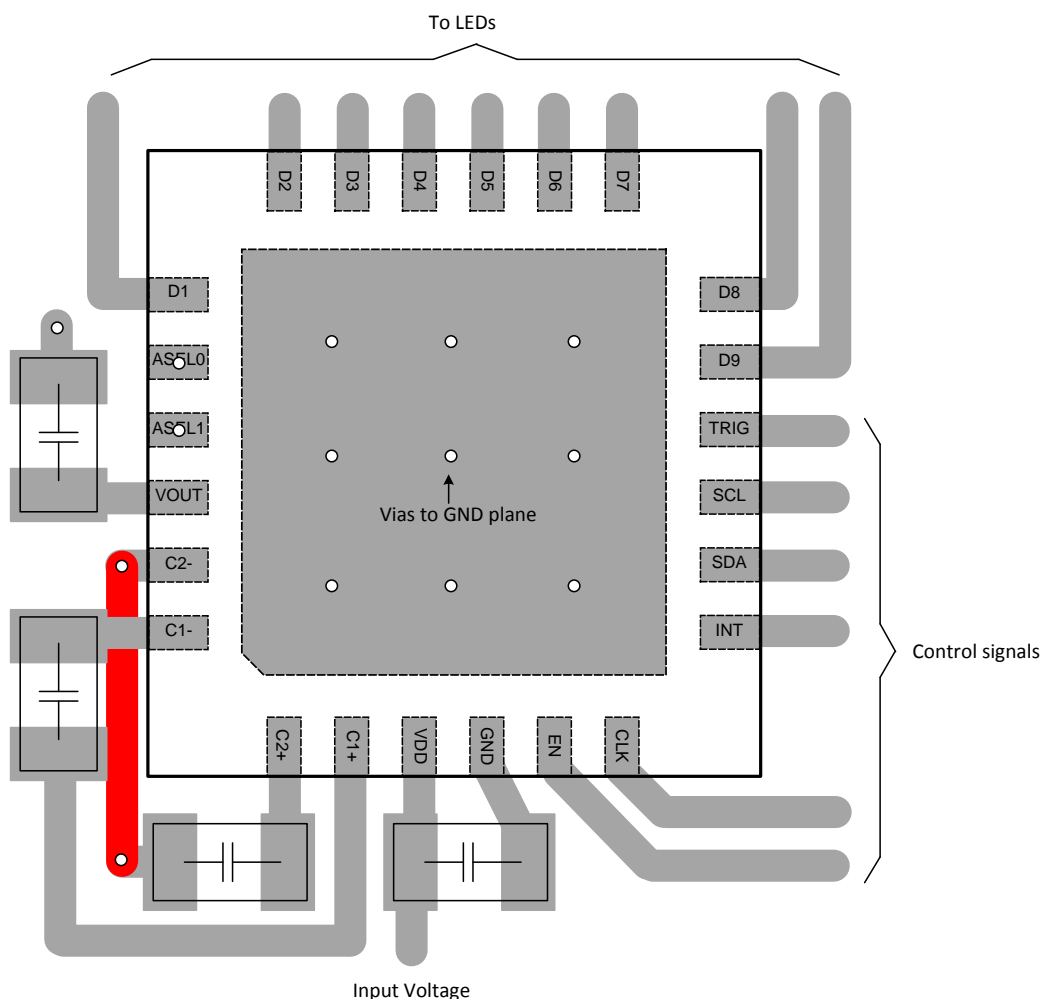 To LEDs
D2
D3
D4
D5
D6
D7
D1
D8
ASEL0
D9
ASEL1
TRIG
VOUT
SCL
Vias to GND plane
C2-
SDA
C1-
INT
Control signals
C2+
C1+
VDD
GND
EN
CLK
Input Voltage